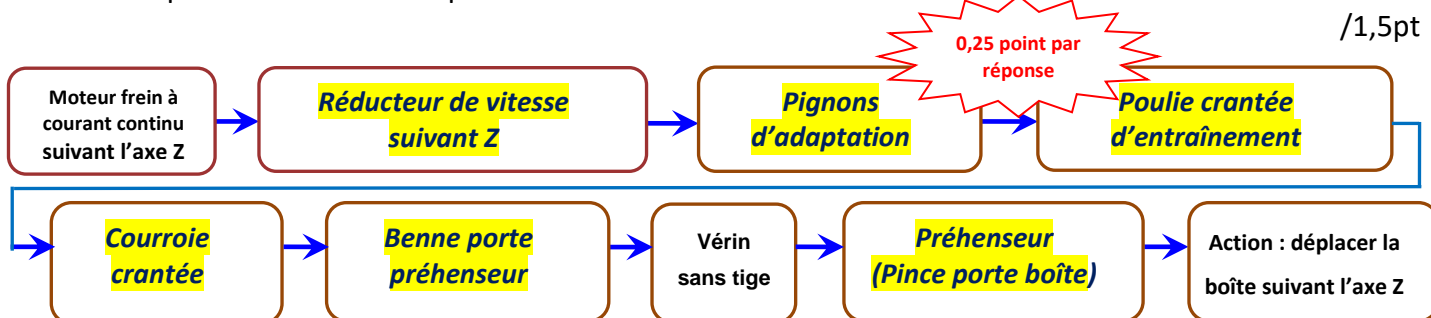 /1,5pt
0,25 point par
réponse
Moteur frein à
courant continu
suivant l'axe Z
Réducteur de vitesse
suivant Z
Pignons
d'adaptation
Poulie crantée
d'entraînement
Courroie
crantée
Benne porte
préhenseur
Vérin
sans tige
Préhenseur
(Pince porte boîte)
Action : déplacer la
boîte suivant l'axe Z